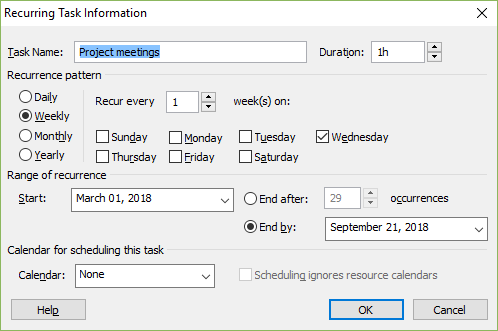 Recurring Task Information
Task Name: Project meetings Duration: 1h
Recurrence pattern
Daily
Weekly
Monthly
Yearly
Recur every 1 week(s) on:
Sunday Monday Tuesday Wednesday
Thursday Friday Saturday
Range of recurrence
Start: March 01, 2018 End after: 29 occurrences
End by: September 21, 2018
Calendar for scheduling this task
Calendar: None Scheduling ignores resource calendars
Help OK Cancel